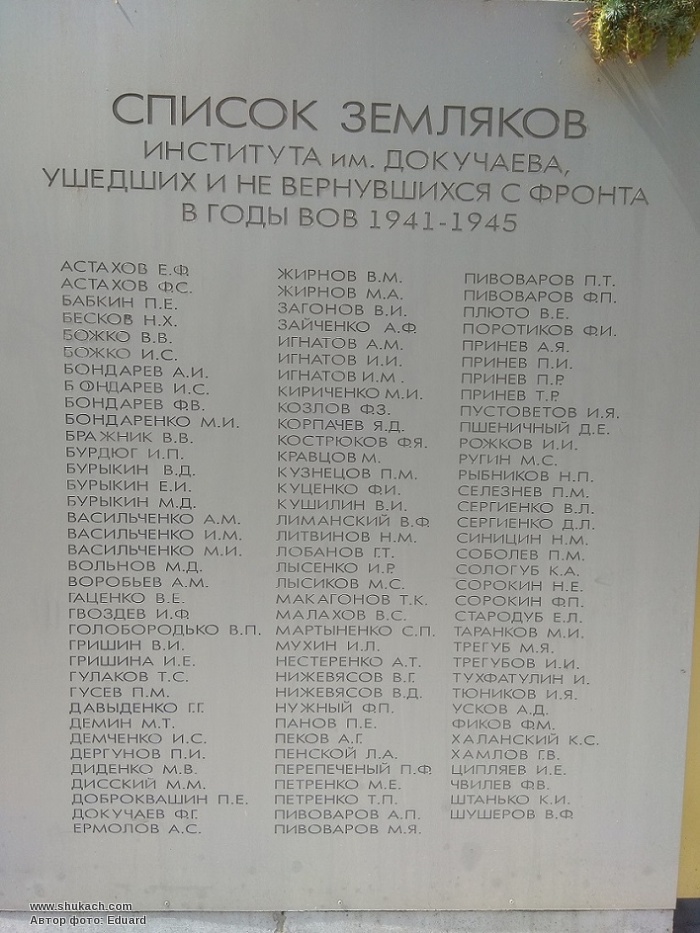 СПИСОК ЗЕМЛЯКОВ
ИНСТИТУТА ИМ. ДОКУЧАЕВА,
УШЕДШИХ И НЕ ВЕРНУВШИХСЯ С ФРОНТА
В ГОДЫ ВОВ 1941-1945
АСТАХОВ Е.Ф.
АСТАХОВ Ф.С.
БАБКИН П.Е.
БЕСКОВ Н.Х.
БОЖКО В.В.
БОЖКО И.С.
БОНДАРЕВ А.И.
БОНДАРЕВ И.С.
БОНДАРЕВ Ф.В.
БОНДАРЕНКО М.И.
БРАЖНИК В.В.
БУРДЮГ И.П.
БУРЫКИН В.Д.
БУРЫКИН Е.И.
БУРЫКИН М.Д.
ВАСИЛЬЧЕНКО А.М.
ВАСИЛЬЧЕНКО И.М.
ВАСИЛЬЧЕНКО М.И.
ВОЛЬНОВ М.Д.
ВОРОБЬЕВ А.М.
ГАЦЕНКО В.Е.
ГВОЗДЕВ И.Ф.
ГОЛОБОРОДЬКО В.П.
ГРИШИН В.И.
ГРИШИНА И.Е.
ГУЛАКОВ Т.С.
ГУСЕВ П.М.
ДАВЫДЕНКО Г.Г.
ДЕМИН М.Т.
ДЕМЧЕНКО И.С.
ДЕРГУНОВ П.И.
ДИДЕНКО М.В.
ДИССКИЙ М.М.
ДОБРОКВАШИН П.Е.
ДОКУЧАЕВ Ф.Г.
ЕРМОЛОВ А.С.
ЖИРНОВ В.М.
ЖИРНОВ М.А.
ЗАГОНОВ В.И.
ЗАЙЧЕНКО А.Ф.
ИГНАТОВ А.М.
ИГНАТОВ И.И.
ИГНАТОВ И.М.
КИРИЧЕНКО М.И.
КОЗЛОВ Ф.З.
КОРПАЧЕВ Я.Д.
КОСТРЮКОВ Ф.Я.
КРАВЦОВ М.
КУЗНЕЦОВ П.М.
КУЦЕНКО Ф.И.
КУШИЛИН В.И.
ЛИМАНСКИЙ В.Ф.
ЛИТВИНОВ Н.М.
ЛОБАНОВ Г.Т.
ЛЫСЕНКО И.Р.
ЛЫСИКОВ М.С.
МАКАГОНОВ Т.К.
МАЛАХОВ В.С.
МАРТЫНЕНКО С.П.
МУХИН И.Л.
НЕСТЕРЕНКО А.Т.
НИЖЕВЯСОВ В.Г.
НИЖЕВЯСОВ В.Д.
НУЖНЫЙ Ф.П.
ПАНОВ П.Е.
ПЕКОВ А.Г.
ПЕНСКОЙ Л.А.
ПЕРЕПЕЧЕНЫЙ П.Ф.
ПЕТРЕНКО М.Е.
ПЕТРЕНКО Т.П.
ПИВОВАРОВ А.П.
ПИВОВАРОВ М.Я.
ПИВОВАРОВ П.Т.
ПИВОВАРОВ Ф.П.
ПЛЮТО В.Е.
ПОРОТИКОВ Ф.И.
ПРИНЕВ А.Я.
ПРИНЕВ П.И.
ПРИНЕВ П.Р.
ПРИНЕВ Т.Р.
ПУСТОВЕТОВ И.Я.
ПШЕНИЧНЫЙ Д.Е.
РОЖКОВ И.И.
РУГИН М.С.
РЫБНИКОВ Н.П.
СЕЛЕЗНЕВ П.М.
СЕРГИЕНКО В.Л.
СЕРГИЕНКО Д.Л.
СИНИЦИН Н.М.
СОБОЛЕВ П.М.
СОЛОГУБ К.А.
СОРОКИН Н.Е.
СОРОКИН Ф.П.
СТАРОДУБ Е.Л.
ТАРАНКОВ М.И.
ТРЕГУБ М.Я.
ТРЕГУБОВ И.И.
ТУХФАТУЛИН И.
ТЮНИКОВ И.Я.
УСКОВ А.Д.
ФИКОВ Ф.М.
ХАЛАНСКИЙ К.С.
ХАМЛОВ Г.В.
ЦИПЛЯЕВ И.Е.
ЧВИЛЕВ Ф.В.
ШТАНЬКО К.И.
ШУШЕРОВ В.Ф.
www.shukach.com
Автор фото: Eduard